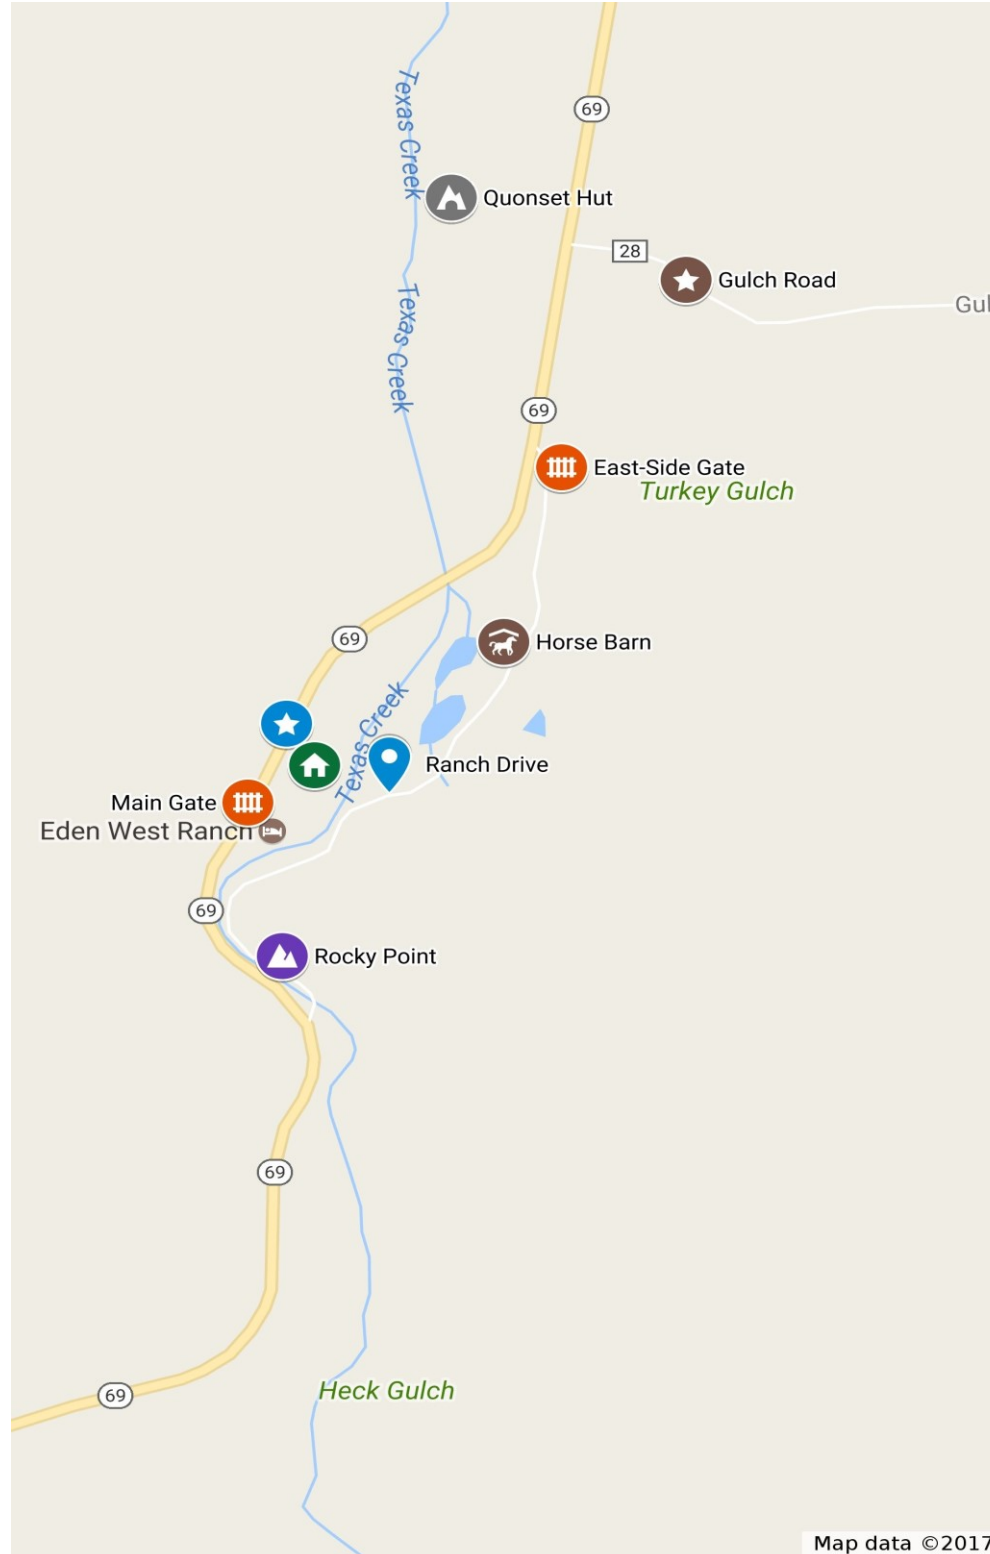 69
Texas Creek
Quonset Hut
28
Gulch Road
Texas Creek
Gul
69
East-Side Gate
Turkey Gulch
69
Horse Barn
Texas Creek
Ranch Drive
Main Gate
Eden West Ranch
69
Rocky Point
69
Heck Gulch
69
Map data ©2017